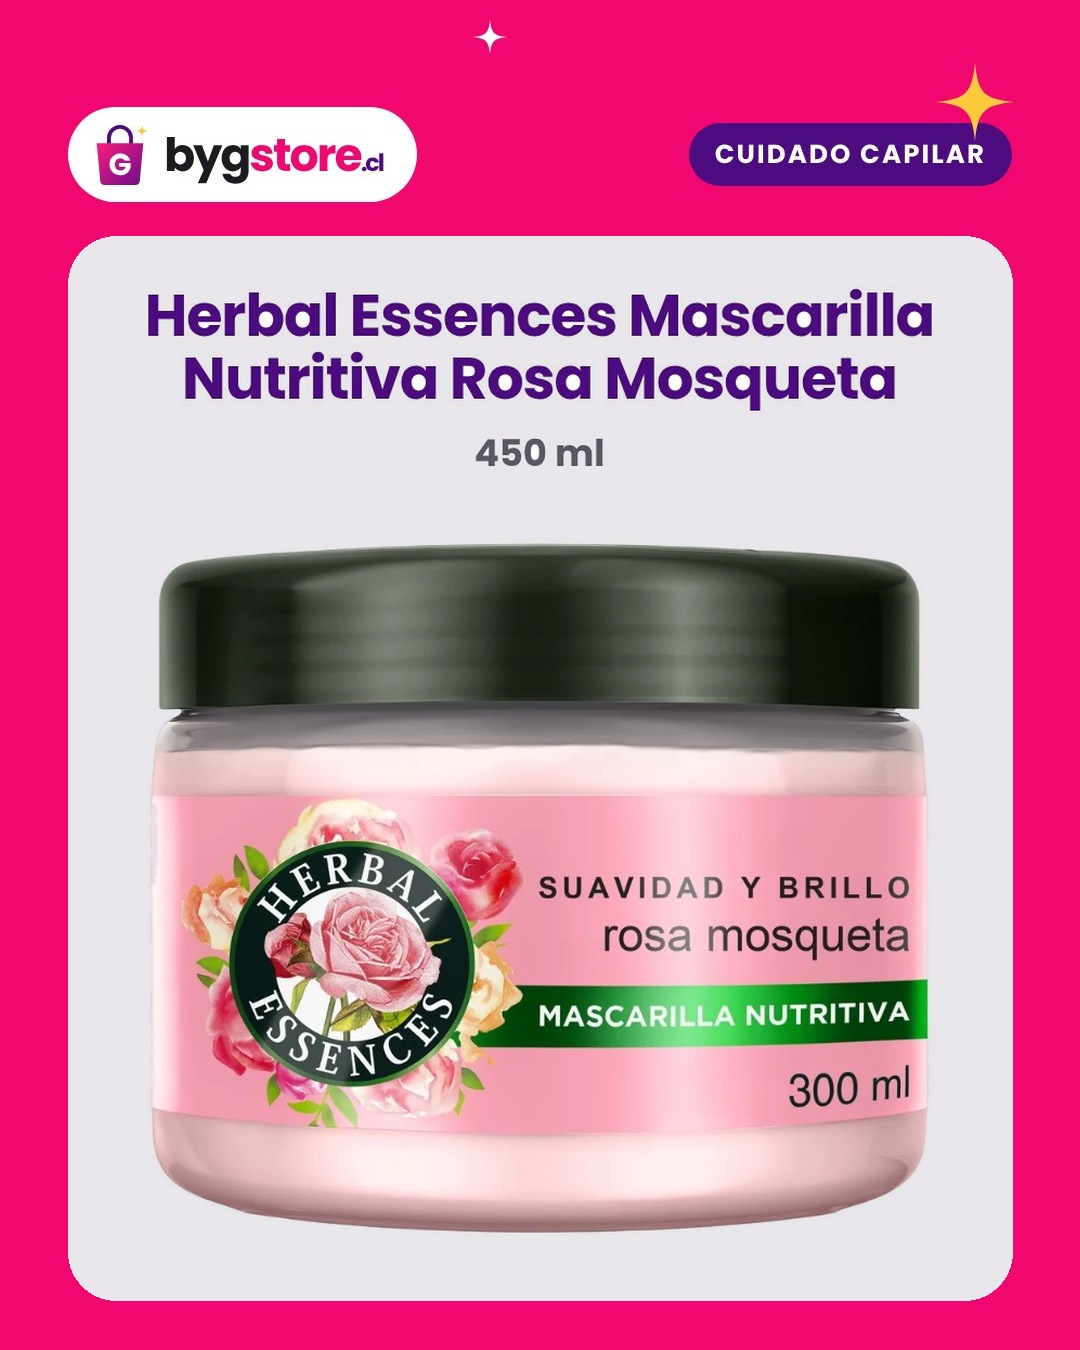 bygstore.cl
CUIDADO CAPILAR
Herbal Essences Mascarilla
Nutritiva Rosa Mosqueta
450 ml
HERBAL
ESSENCES
SUAVIDAD Y BRILLO
rosa mosqueta
MASCARILLA NUTRITIVA
300 ml
G